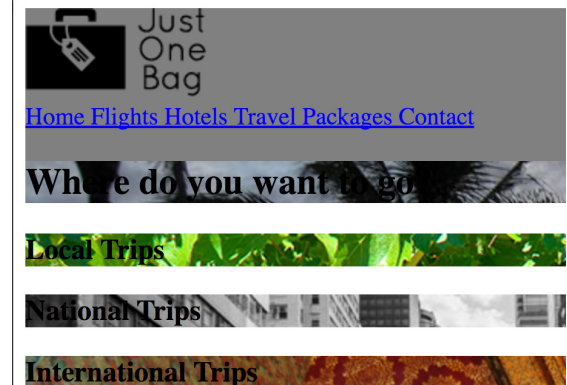 Just
One
Bag
Home Flights Hotels Travel Packages Contact
Where do you want to go?
Local Trips
National Trips
International Trips